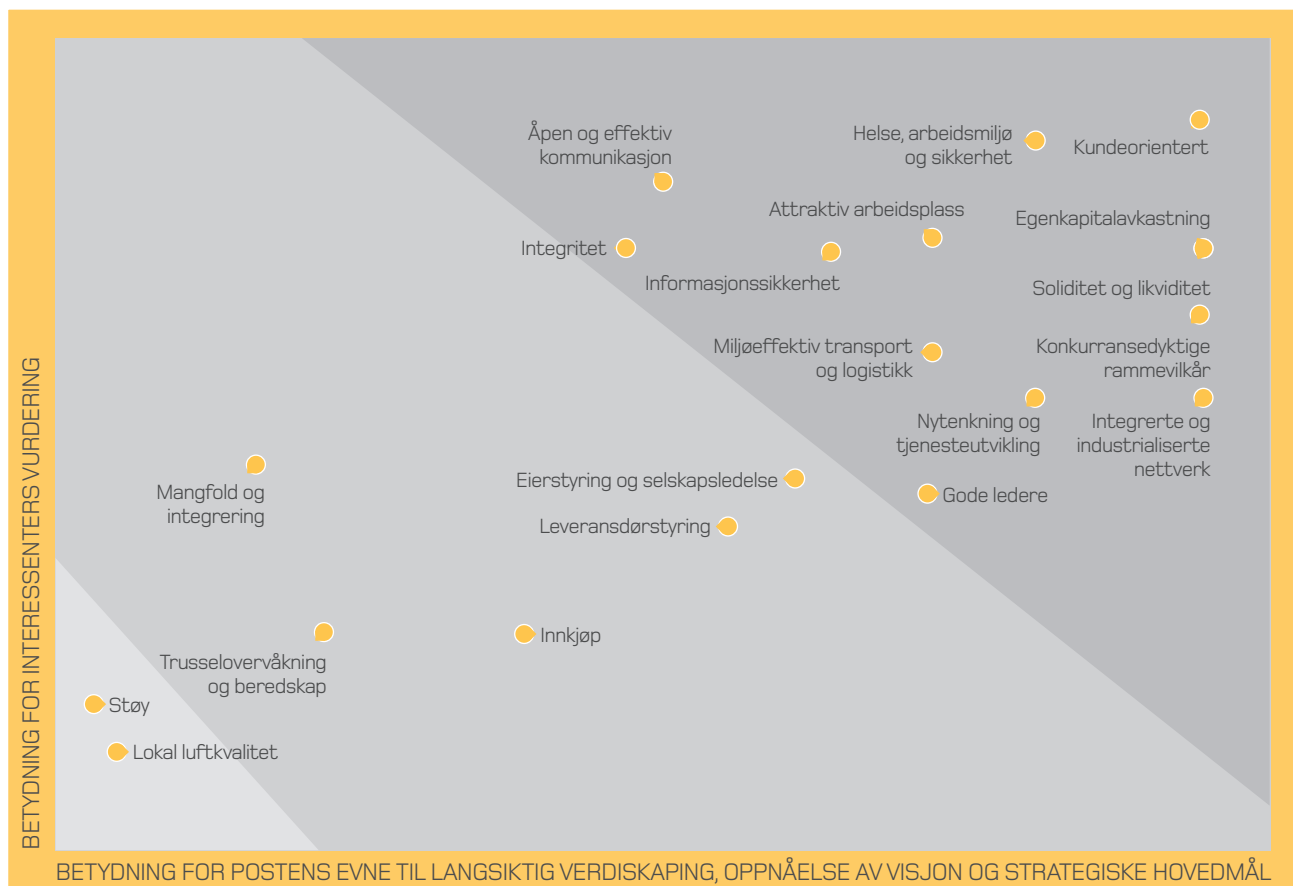 Åpen og effektiv
kommunikasjon
Helse, arbeidsmiljø
og sikkerhet
Kundeorientert
Attraktiv arbeidsplass
Egenkapitalavkastning
Integritet
Informasjonssikkerhet
Soliditet og likviditet
Miljøeffektiv transport
og logistikk
Konkurransedyktige
rammevilkår
Nytenkning og
tjenesteutvikling
Integrerte og
industrialiserte
nettverk
Mangfold og
integrering
Eierstyring og selskapsledelse
Gode ledere
Leveransdørstyring
Trusselovervåkning
og beredskap
Innkjøp
Støy
Lokal luftkvalitet
BETYDNING FOR INTERESSENTERS VURDERING
BETYDNING FOR POSTENS EVNE TIL LANGSIKTIG VERDISKAPING, OPPNÅELSE AV VISJON OG STRATEGISKE HOVEDMÅL